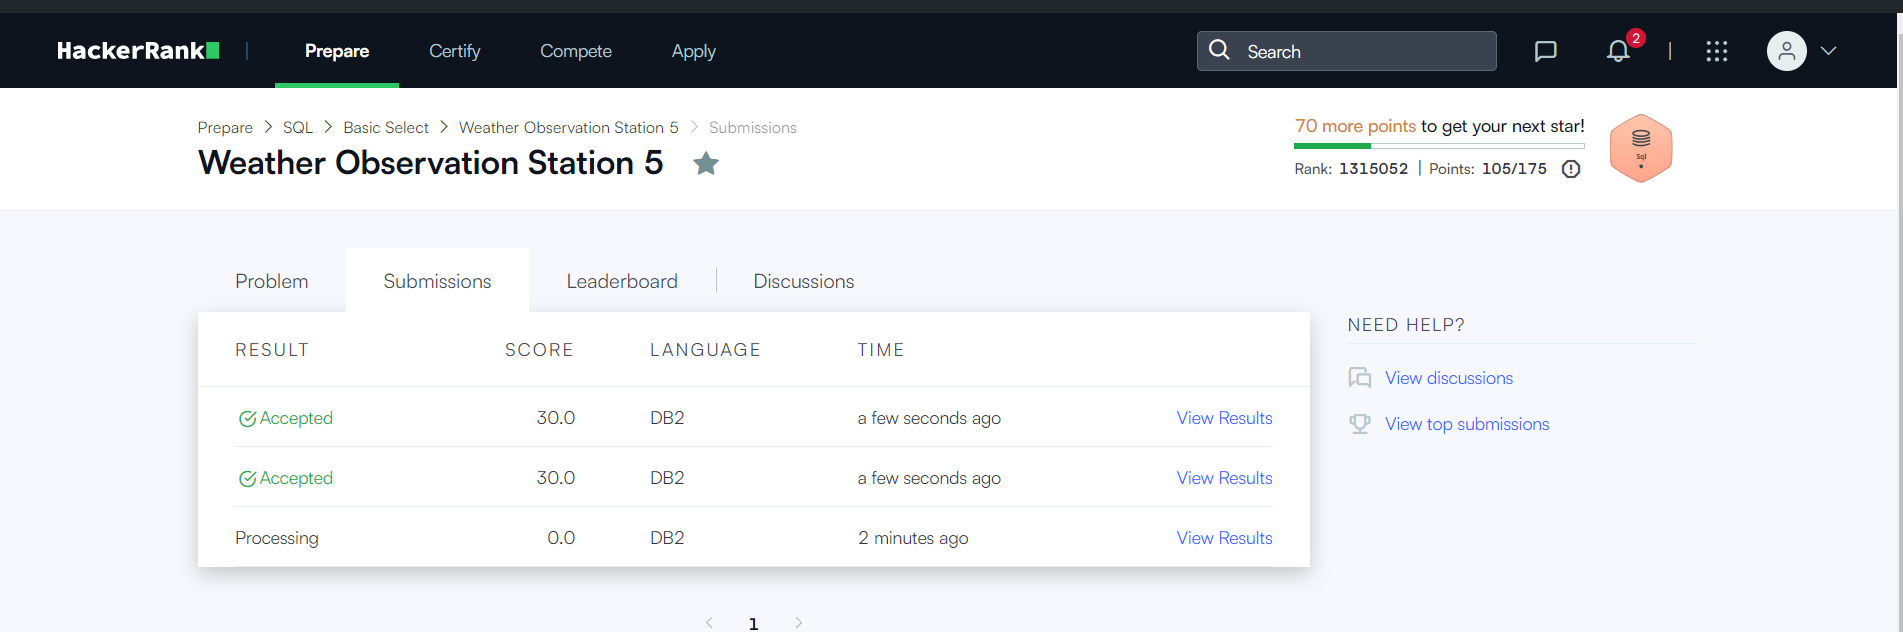 HackerRank
Prepare
Certify
Compete
Apply
Search
2
Prepare > SQL > Basic Select > Weather Observation Station 5 > Submissions
Weather Observation Station 5
70 more points to get your next star!
Rank: 1315052 | Points: 105/175
Sql
Problem
Submissions
Leaderboard
Discussions
RESULT SCORE LANGUAGE TIME
Accepted 30.0 DB2 a few seconds ago View Results
Accepted 30.0 DB2 a few seconds ago View Results
Processing 0.0 DB2 2 minutes ago View Results
1
NEED HELP?
View discussions
View top submissions